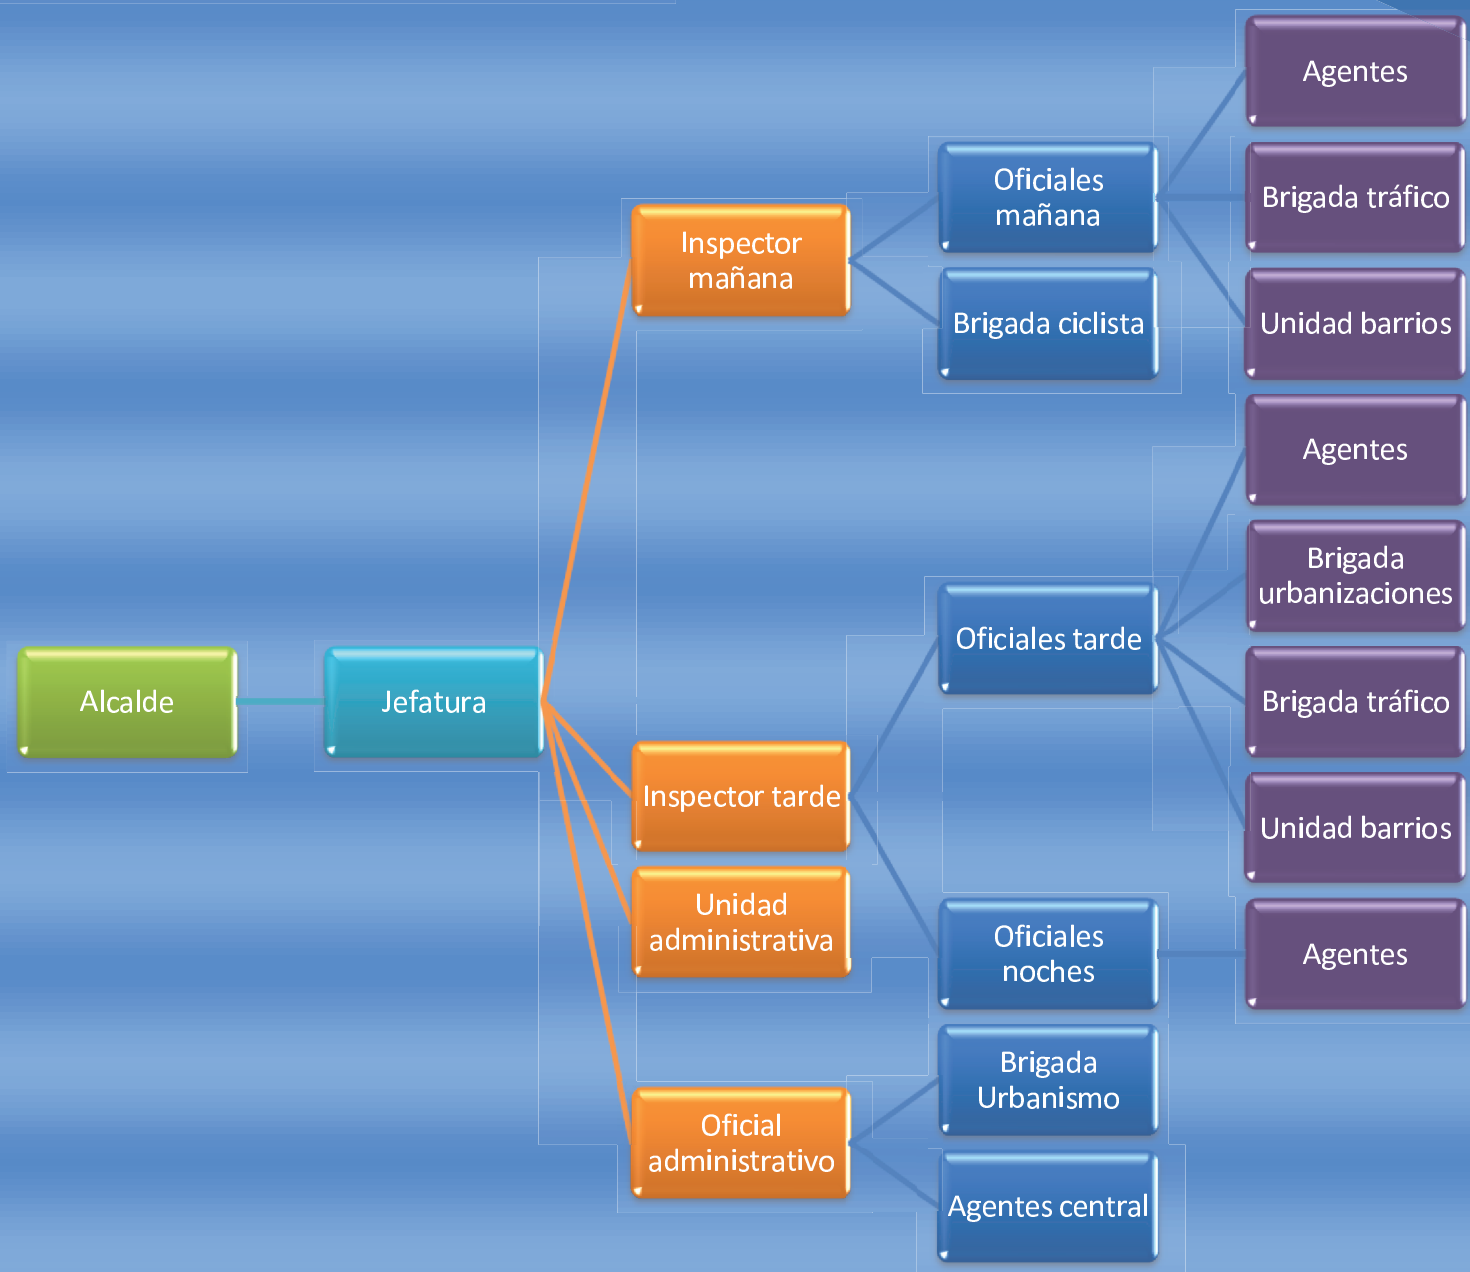 Alcalde
Jefatura
Inspector
mañana
Oficiales
mañana
Agentes
Brigada tráfico
Unidad barrios
Brigada ciclista
Inspector tarde
Oficiales tarde
Agentes
Brigada
urbanizaciones
Brigada tráfico
Unidad barrios
Oficiales
noches
Agentes
Unidad
administrativa
Oficial
administrativo
Brigada
Urbanismo
Agentes central